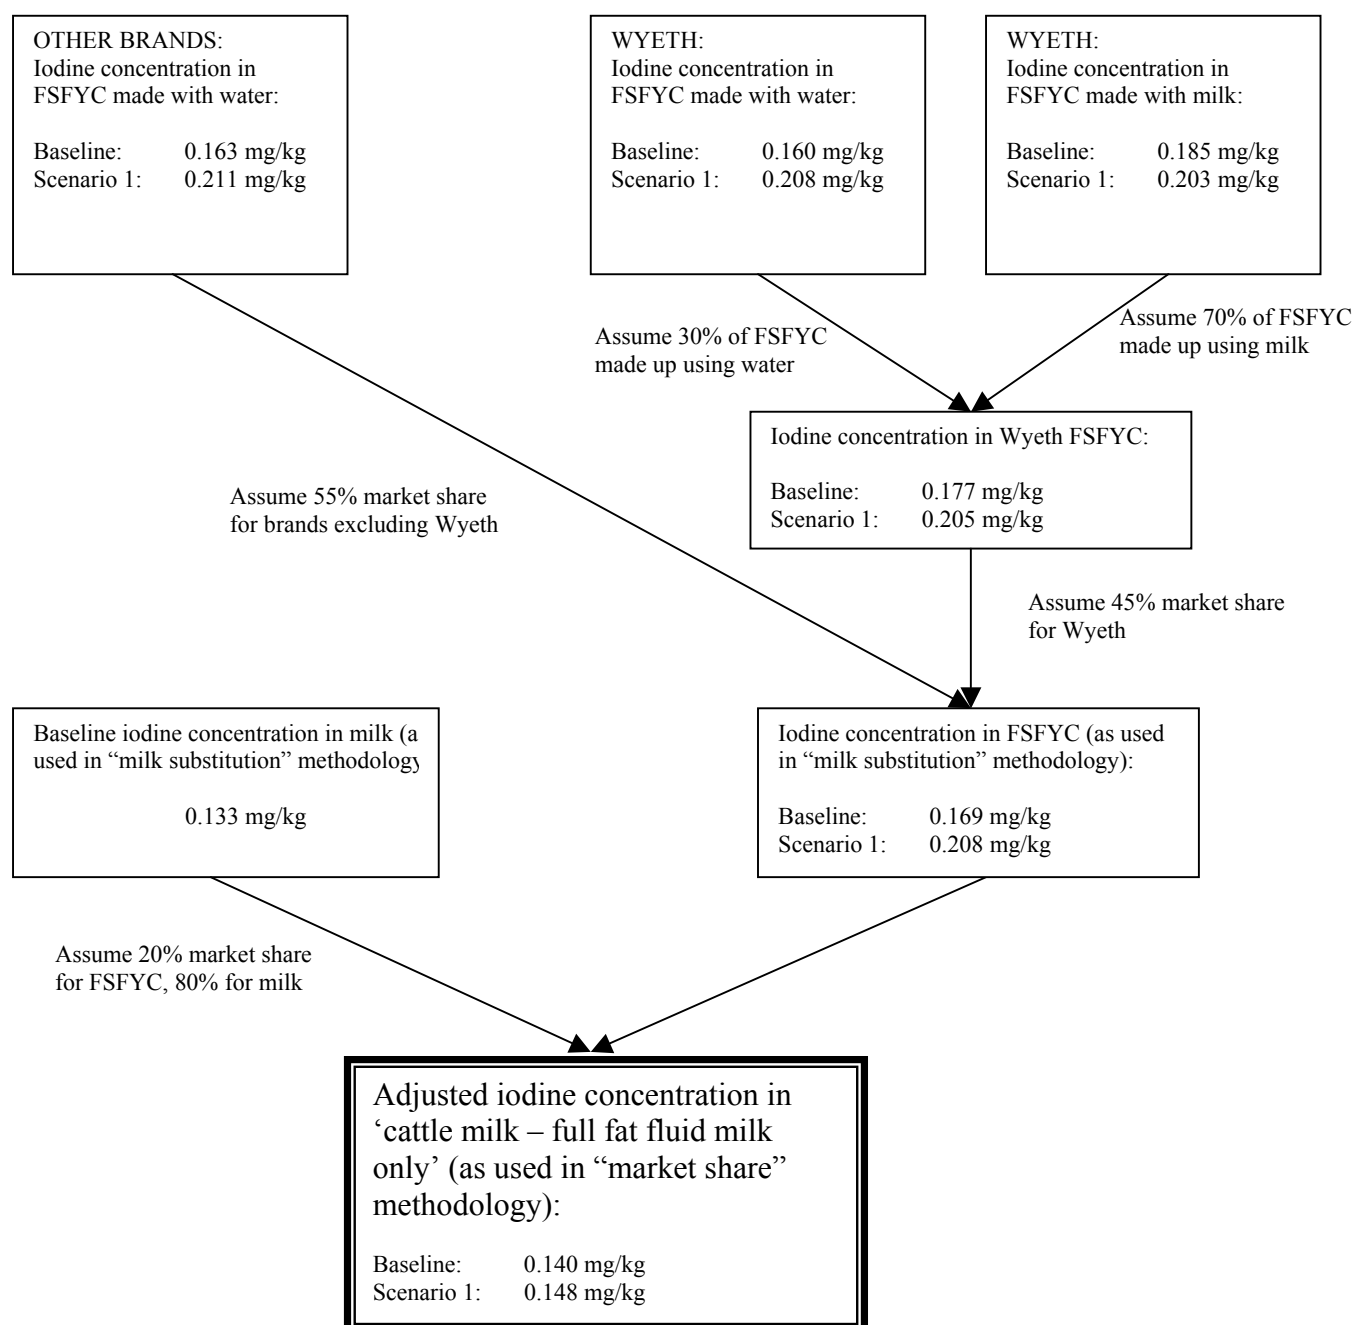 OTHER BRANDS:
Iodine concentration in
FSFYC made with water:
Baseline: 0.163 mg/kg
Scenario 1: 0.211 mg/kg
WYETH:
Iodine concentration in
FSFYC made with water:
Baseline: 0.160 mg/kg
Scenario 1: 0.208 mg/kg
WYETH:
Iodine concentration in
FSFYC made with milk:
Baseline: 0.185 mg/kg
Scenario 1: 0.203 mg/kg
Assume 30% of FSFYC
made up using water
Assume 70% of FSFYC
made up using milk
Iodine concentration in Wyeth FSFYC:
Baseline: 0.177 mg/kg
Scenario 1: 0.205 mg/kg
Assume 55% market share
for brands excluding Wyeth
Assume 45% market share
for Wyeth
Baseline iodine concentration in milk (a
used in “milk substitution” methodology
0.133 mg/kg
Iodine concentration in FSFYC (as used
in “milk substitution” methodology):
Baseline: 0.169 mg/kg
Scenario 1: 0.208 mg/kg
Assume 20% market share
for FSFYC, 80% for milk
Adjusted iodine concentration in
‘cattle milk – full fat fluid milk
only’ (as used in “market share”
methodology):
Baseline: 0.140 mg/kg
Scenario 1: 0.148 mg/kg